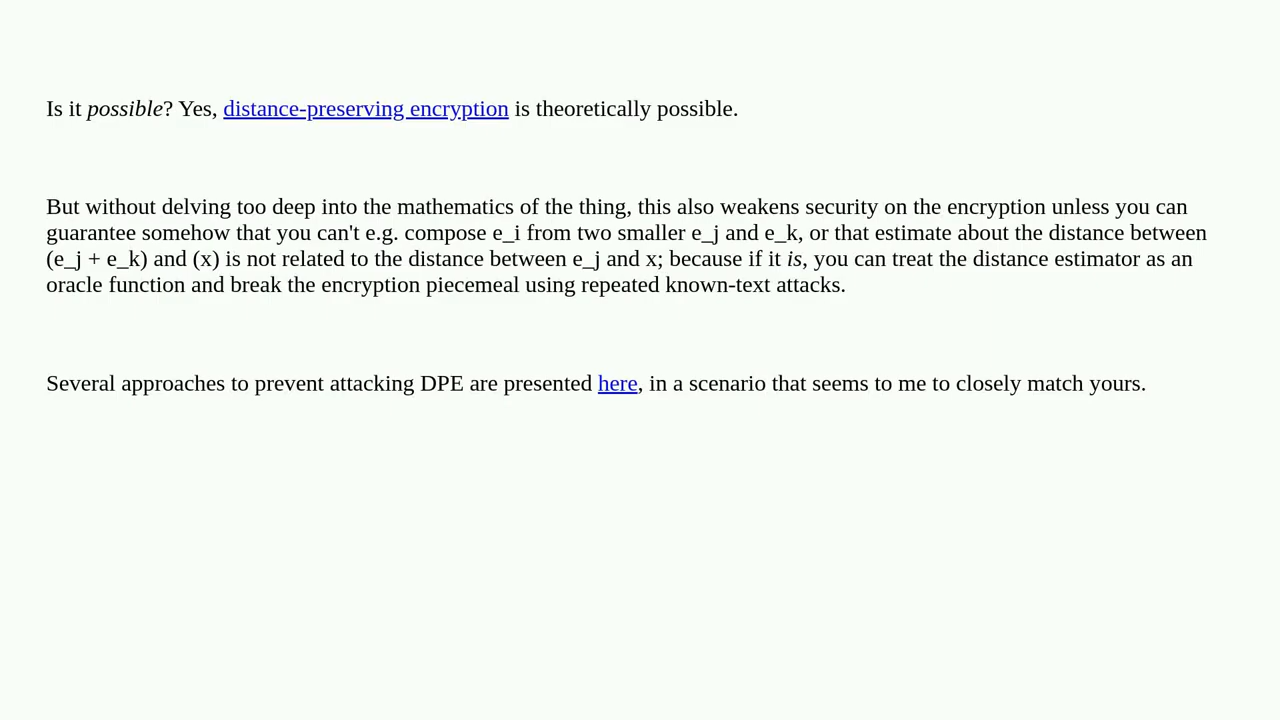 Is it possible? Yes, distance-preserving encryption is theoretically possible.
But without delving too deep into the mathematics of the thing, this also weakens security on the encryption unless you can
guarantee somehow that you can't e.g. compose e_i from two smaller e_j and e_k, or that estimate about the distance between
(e_j + e_k) and (x) is not related to the distance between e_j and x; because if it is, you can treat the distance estimator as an
oracle function and break the encryption piecemeal using repeated known-text attacks.
Several approaches to prevent attacking DPE are presented here, in a scenario that seems to me to closely match yours.